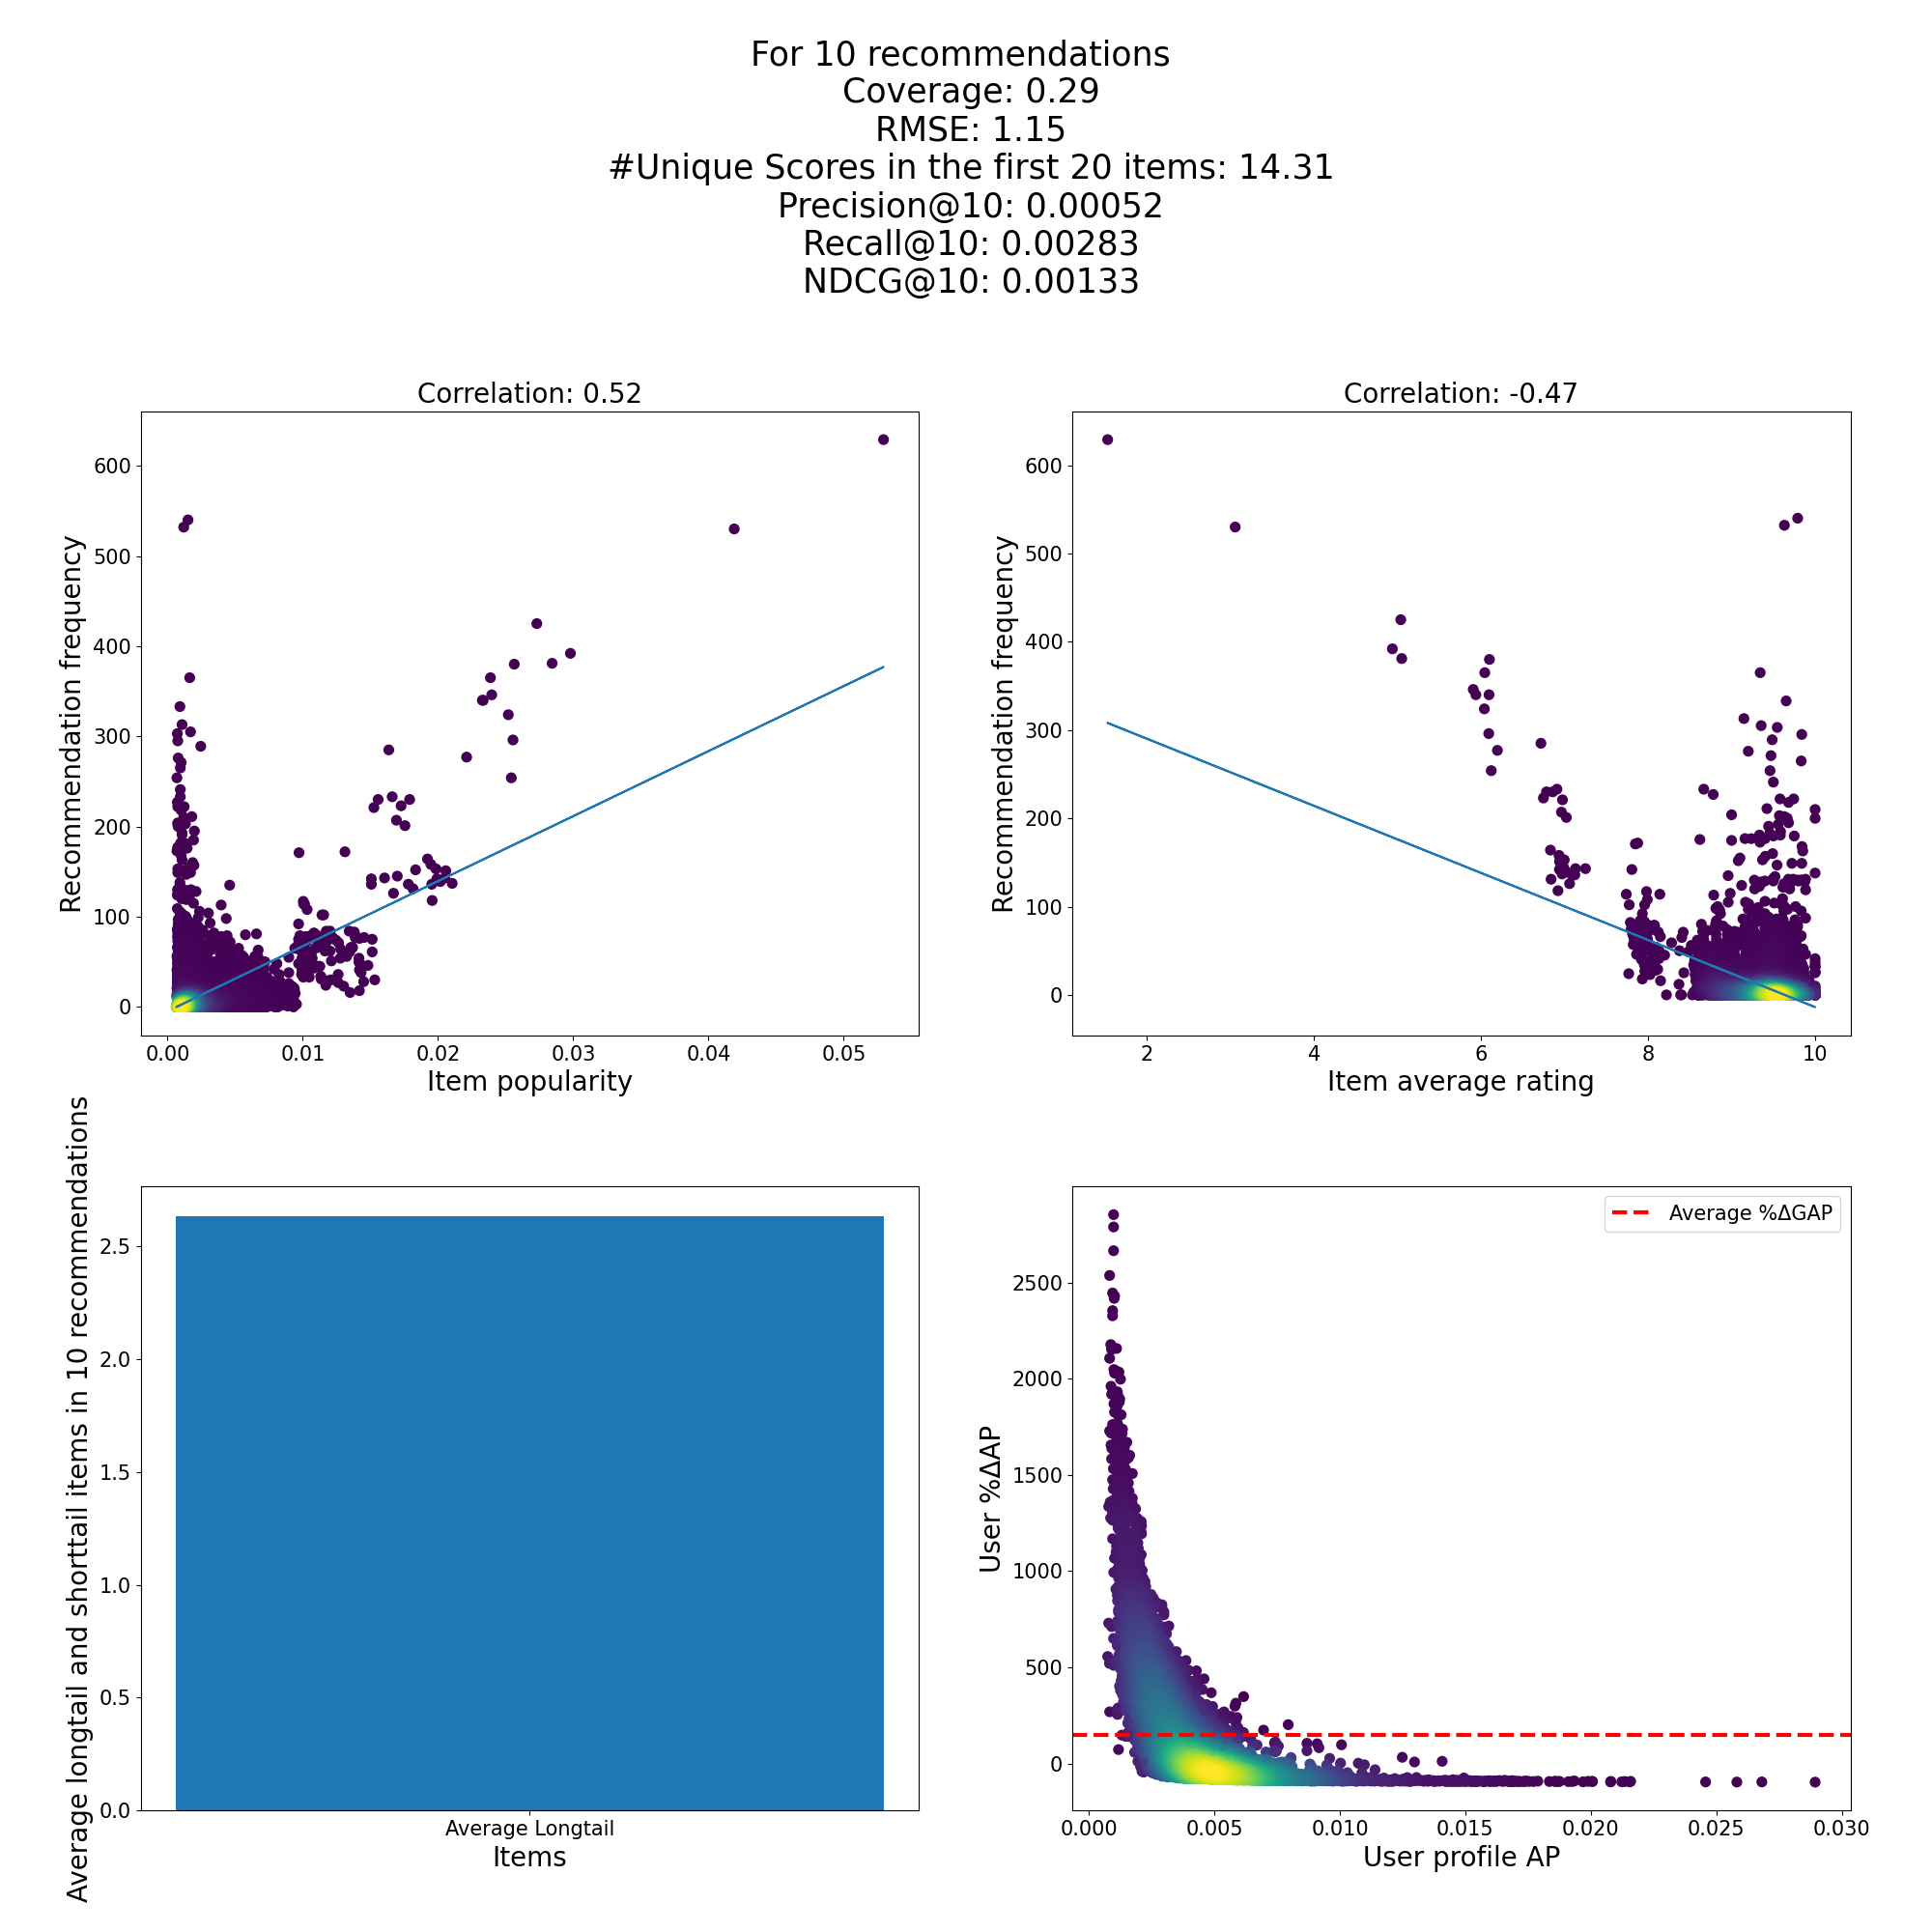 For 10 recommendations
Coverage: 0.29
RMSE: 1.15
#Unique Scores in the first 20 items: 14.31
Precision@10: 0.00052
Recall@10: 0.00283
NDCG@10: 0.00133
Correlation: 0.52
Recommendation frequency
600
500
400
300
200
100
0
0.00 0.01 0.02 0.03 0.04 0.05
Item popularity
Correlation: -0.47
Recommendation frequency
600
500
400
300
200
100
0
2 4 6 8 10
Item average rating
Average longtail and shorttail items in 10 recommendations
2.5
2.0
1.5
1.0
0.5
0.0
Average Longtail
Items
Average %ΔGAP
User %ΔAP
2500
2000
1500
1000
500
0
0.000 0.005 0.010 0.015 0.020 0.025 0.030
User profile AP